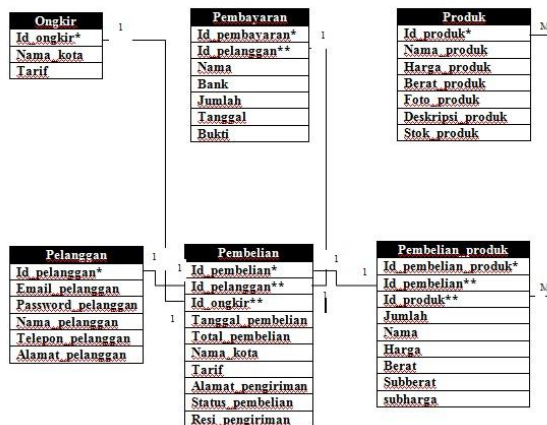 Ongkir
Id_ongkir*
Nama_kota
Tarif
1
Pembayaran
Id_pembayaran*
Id_pelanggan**
Nama
Bank
Jumlah
Tanggal
Bukti
1
Produk
Id_produk*
Nama_produk
Harga_produk
Berat_produk
Foto_produk
Deskripsi_produk
Stok_produk
M
Pelanggan
Id_pelanggan*
Email_pelanggan
Password_pelanggan
Nama_pelanggan
Telepon_pelanggan
Alamat_pelanggan
1
1
1
Pembelian
Id_pembelian*
Id_pelanggan**
Id_ongkir**
Tanggal_pembelian
Total_pembelian
Nama_kota
Tarif
Alamat_pengiriman
Status_pembelian
Resi_pengiriman
1
1
1
Pembelian_produk
Id_pembelian_produk*
Id_pembelian**
Id_produk**
Jumlah
Nama
Harga
Berat
Subberat
subharga
M